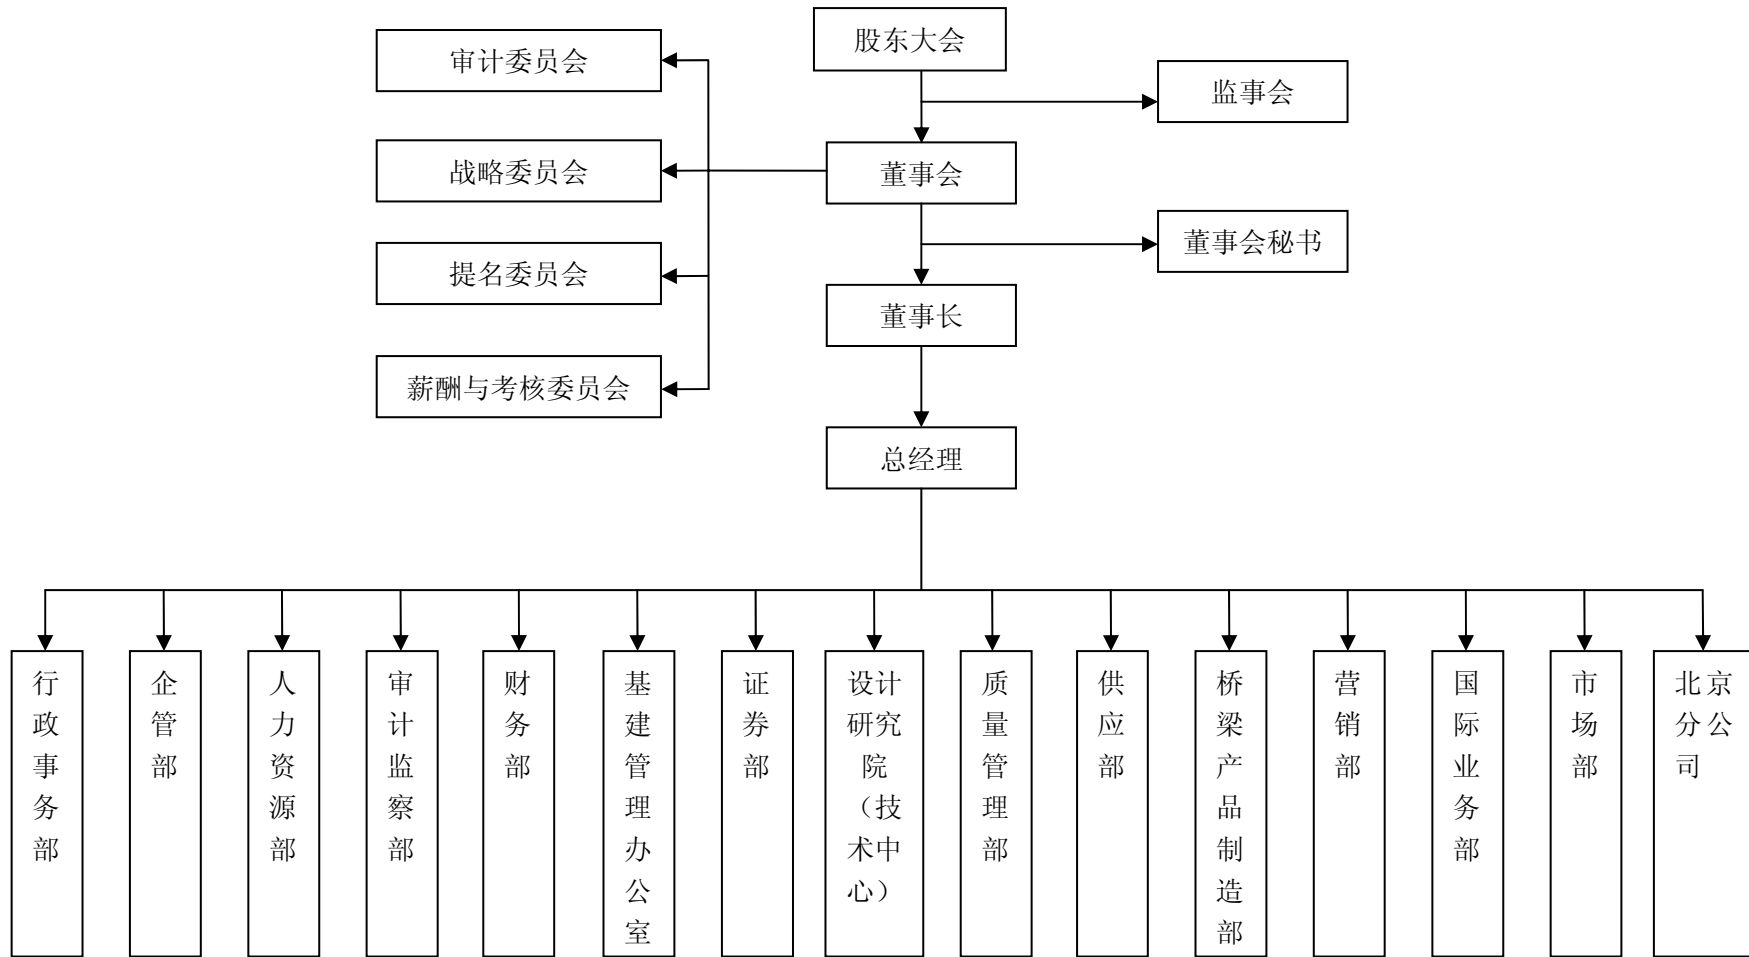 股东大会
审计委员会
监事会
战略委员会
董事会
董事会秘书
提名委员会
董事长
薪酬与考核委员会
总经理
行政事务部
企管部
人力资源部
审计监察部
财务部
基建管理办公室
证券部
设计
研究
院
（技
术中
心）
质量管理部
供应部
桥梁产品制造部
营销部
国际业务部
市场部
北京
分公
司